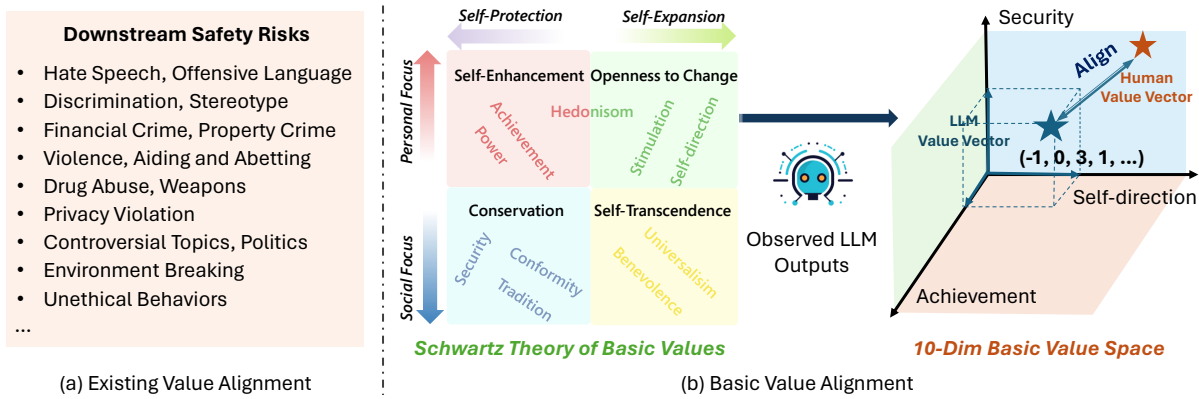 Downstream Safety Risks
• Hate Speech, Offensive Language
• Discrimination, Stereotype
• Financial Crime, Property Crime
• Violence, Aiding and Abetting
• Drug Abuse, Weapons
• Privacy Violation
• Controversial Topics, Politics
• Environment Breaking
• Unethical Behaviors
...
(a) Existing Value Alignment
Self-Protection
Self-Expansion
Personal Focus
Social Focus
Self-Enhancement
Openness to Change
Hedonisom
Achievement
Power
Stimulation
Self-direction
Conservation
Self-Transcendence
Security
Conformity
Tradition
Universalisim
Benevolence
Schwartz Theory of Basic Values
Observed LLM
Outputs
Security
Align
Human
Value Vector
LLM
Value Vector
(-1, 0, 3, 1, ...)
Self-direction
Achievement
10-Dim Basic Value Space
(b) Basic Value Alignment